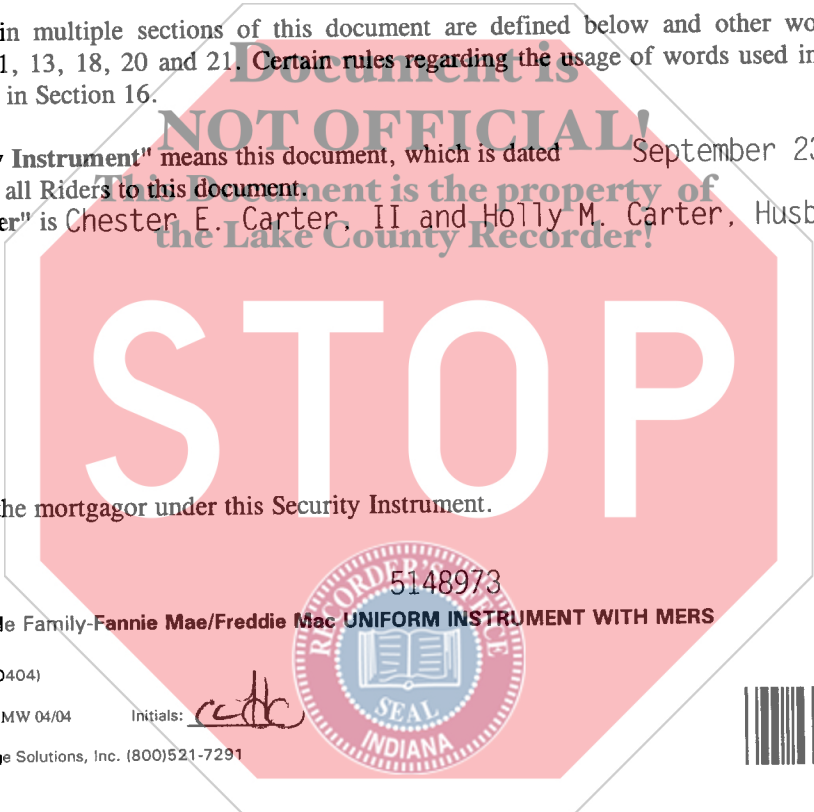 in multiple sections of this document are defined below and other wo
1, 13, 18, 20 and 21. Certain rules regarding the usage of words used in
in Section 16.
Document is
NOT OFFICIAL!
This Document is the property of
the Lake County Recorder!
Instrument" means this document, which is dated September 23
all Riders to this document.
er" is Chester E. Carter, II and Holly M. Carter, Husb
STOP
he mortgagor under this Security Instrument.
5148973
le Family-Fannie Mae/Freddie Mac UNIFORM INSTRUMENT WITH MERS
0404)
MW 04/04 Initials:
ge Solutions, Inc. (800)521-7291
RECORDER'S OFFICE
SEAL
INDIANA